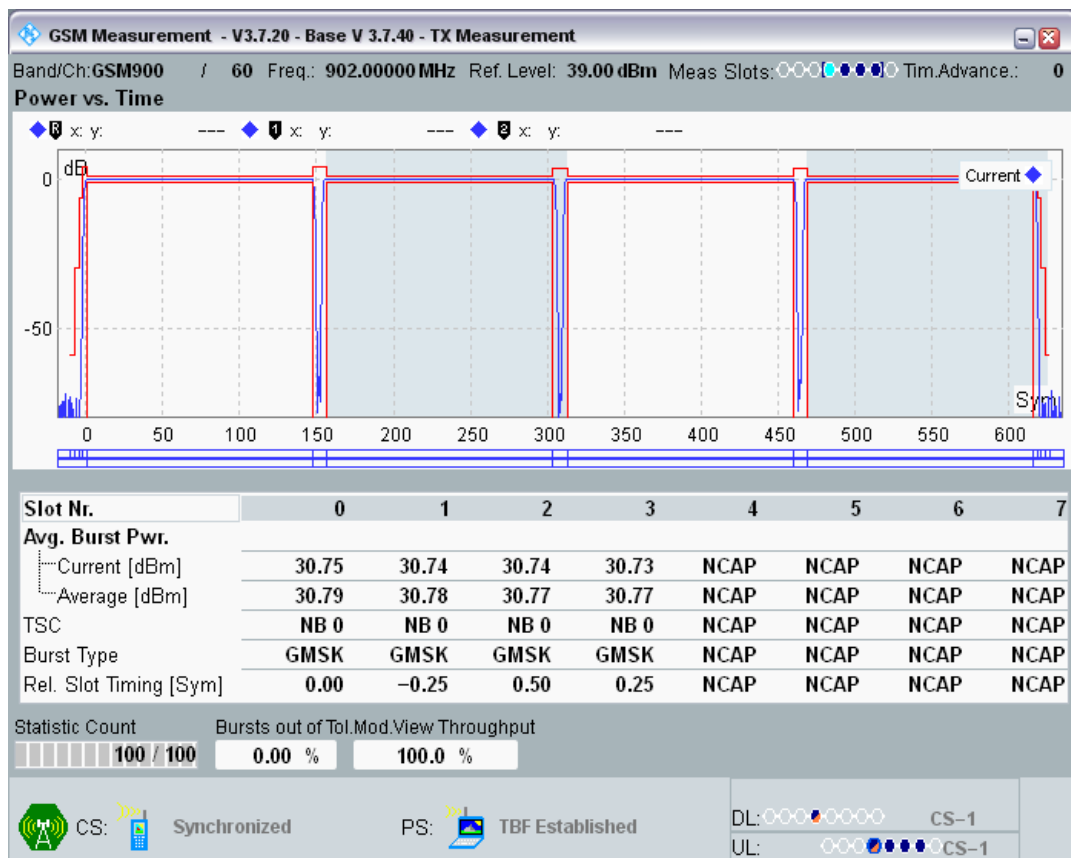 GSM Measurement - V3.7.20 - Base V 3.7.40 - TX Measurement
Band/Ch:GSM900 / 60 Freq.: 902.00000 MHz Ref. Level: 39.00 dBm Meas Slots: Tim.Advance.: 0
Power vs. Time
R x: y: --- 1 x: y: --- 2 x: y: ---
dB
Current
0
-50
Sym
0 50 100 150 200 250 300 350 400 450 500 550 600
Slot Nr. 0 1 2 3 4 5 6 7
Avg. Burst Pwr.
Current [dBm] 30.75 30.74 30.74 30.73 NCAP NCAP NCAP NCAP
Average [dBm] 30.79 30.78 30.77 30.77 NCAP NCAP NCAP NCAP
TSC NB 0 NB 0 NB 0 NB 0 NCAP NCAP NCAP NCAP
Burst Type GMSK GMSK GMSK GMSK NCAP NCAP NCAP NCAP
Rel. Slot Timing [Sym] 0.00 −0.25 0.50 0.25 NCAP NCAP NCAP NCAP
Statistic Count Bursts out of Tol. Mod.View Throughput
100 / 100 0.00 % 100.0 %
CS: Synchronized PS: TBF Established
DL: CS−1
UL: CS−1